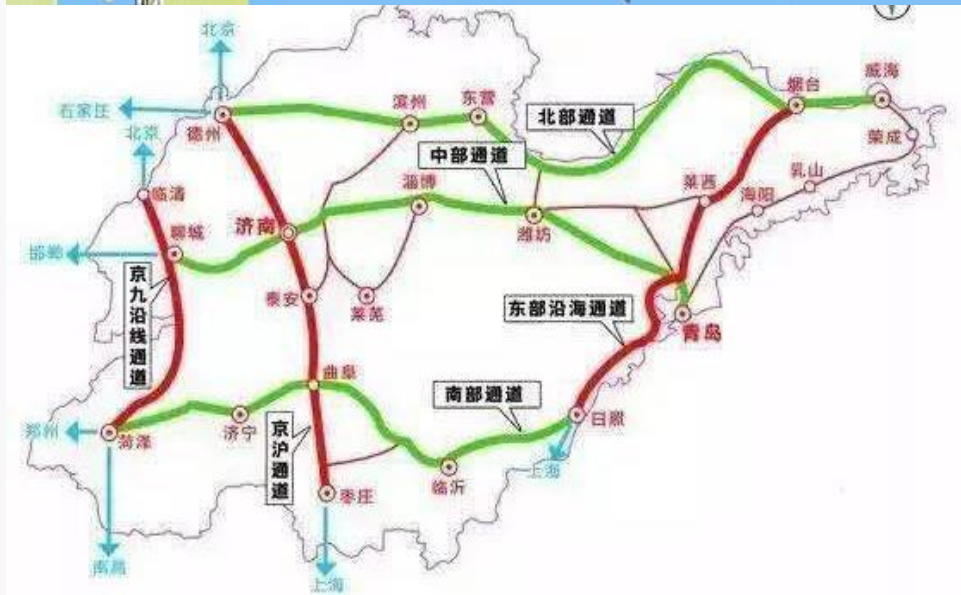 北京
石家庄
德州
滨州
东营
北部通道
烟台
威海
北京
荣成
中部通道
临清
淄博
莱西
乳山
海阳
聊城
济南
潍坊
邯郸
京九沿线通道
泰安
莱芜
东部沿海通道
青岛
曲阜
南部通道
郑州
菏泽
济宁
京沪通道
日照
临沂
上海
枣庄
南昌
上海